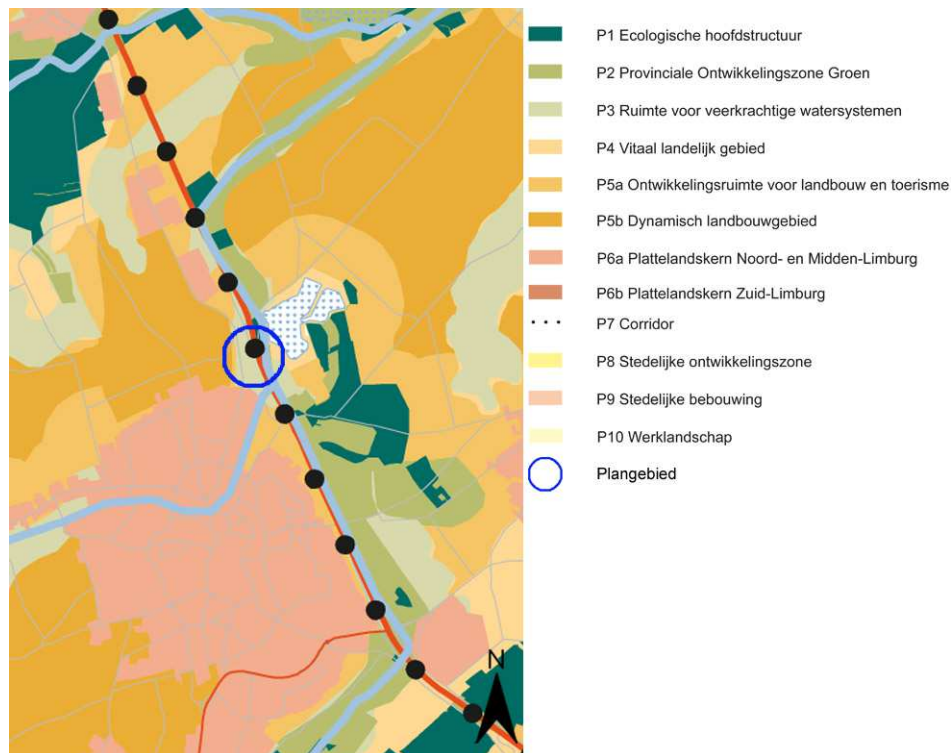 P1 Ecologische hoofdstructuur
P2 Provinciale Ontwikkelingszone Groen
P3 Ruimte voor veerkrachtige watersystemen
P4 Vitaal landelijk gebied
P5a Ontwikkelingsruimte voor landbouw en toerisme
P5b Dynamisch landbouwgebied
P6a Plattelandskern Noord- en Midden-Limburg
P6b Plattelandskern Zuid-Limburg
P7 Corridor
P8 Stedelijke ontwikkelingszone
P9 Stedelijke bebouwing
P10 Werklandschap
Plangebied
N